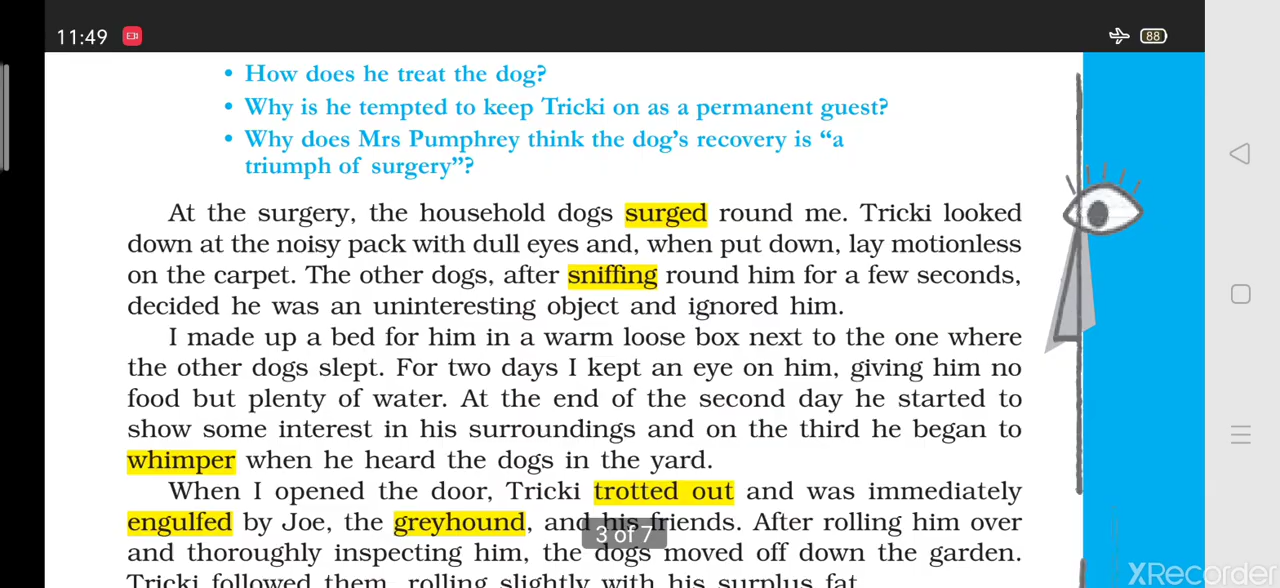 11:49
88
• How does he treat the dog?
• Why is he tempted to keep Tricki on as a permanent guest?
• Why does Mrs Pumphrey think the dog's recovery is “a
triumph of surgery”?
At the surgery, the household dogs surged round me. Tricki looked
down at the noisy pack with dull eyes and, when put down, lay motionless
on the carpet. The other dogs, after sniffing round him for a few seconds,
decided he was an uninteresting object and ignored him.
I made up a bed for him in a warm loose box next to the one where
the other dogs slept. For two days I kept an eye on him, giving him no
food but plenty of water. At the end of the second day he started to
show some interest in his surroundings and on the third he began to
whimper when he heard the dogs in the yard.
When I opened the door, Tricki trotted out and was immediately
engulfed by Joe, the greyhound, and his friends. After rolling him over
3 of 7
and thoroughly inspecting him, the dogs moved off down the garden.
Tricki followed them, rolling slightly with his surplus fat.
XRecorder